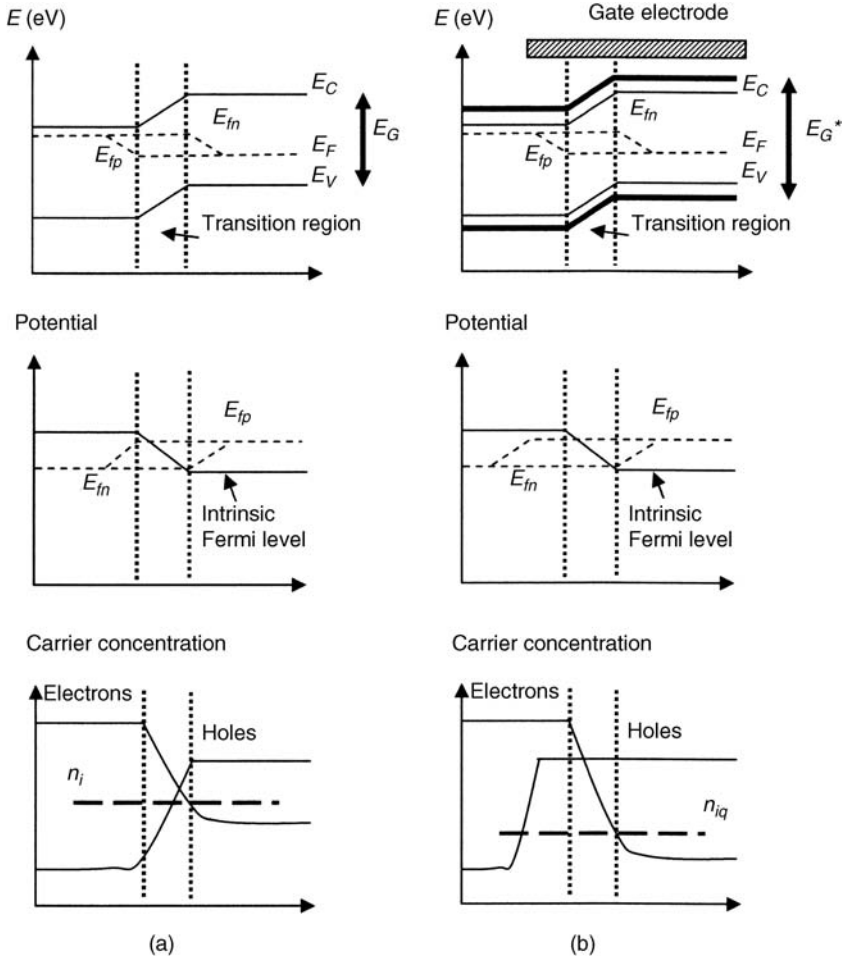 E (eV)
E_C
E_fn
E_G
E_fp
E_F
E_V
Transition region
Potential
E_fp
E_fn
Intrinsic
Fermi level
Carrier concentration
Electrons
Holes
n_i
(a)
Gate electrode
E (eV)
E_C
E_fn
E_G*
E_fp
E_F
E_V
Transition region
Potential
E_fp
E_fn
Intrinsic
Fermi level
Carrier concentration
Electrons
Holes
n_iq
(b)